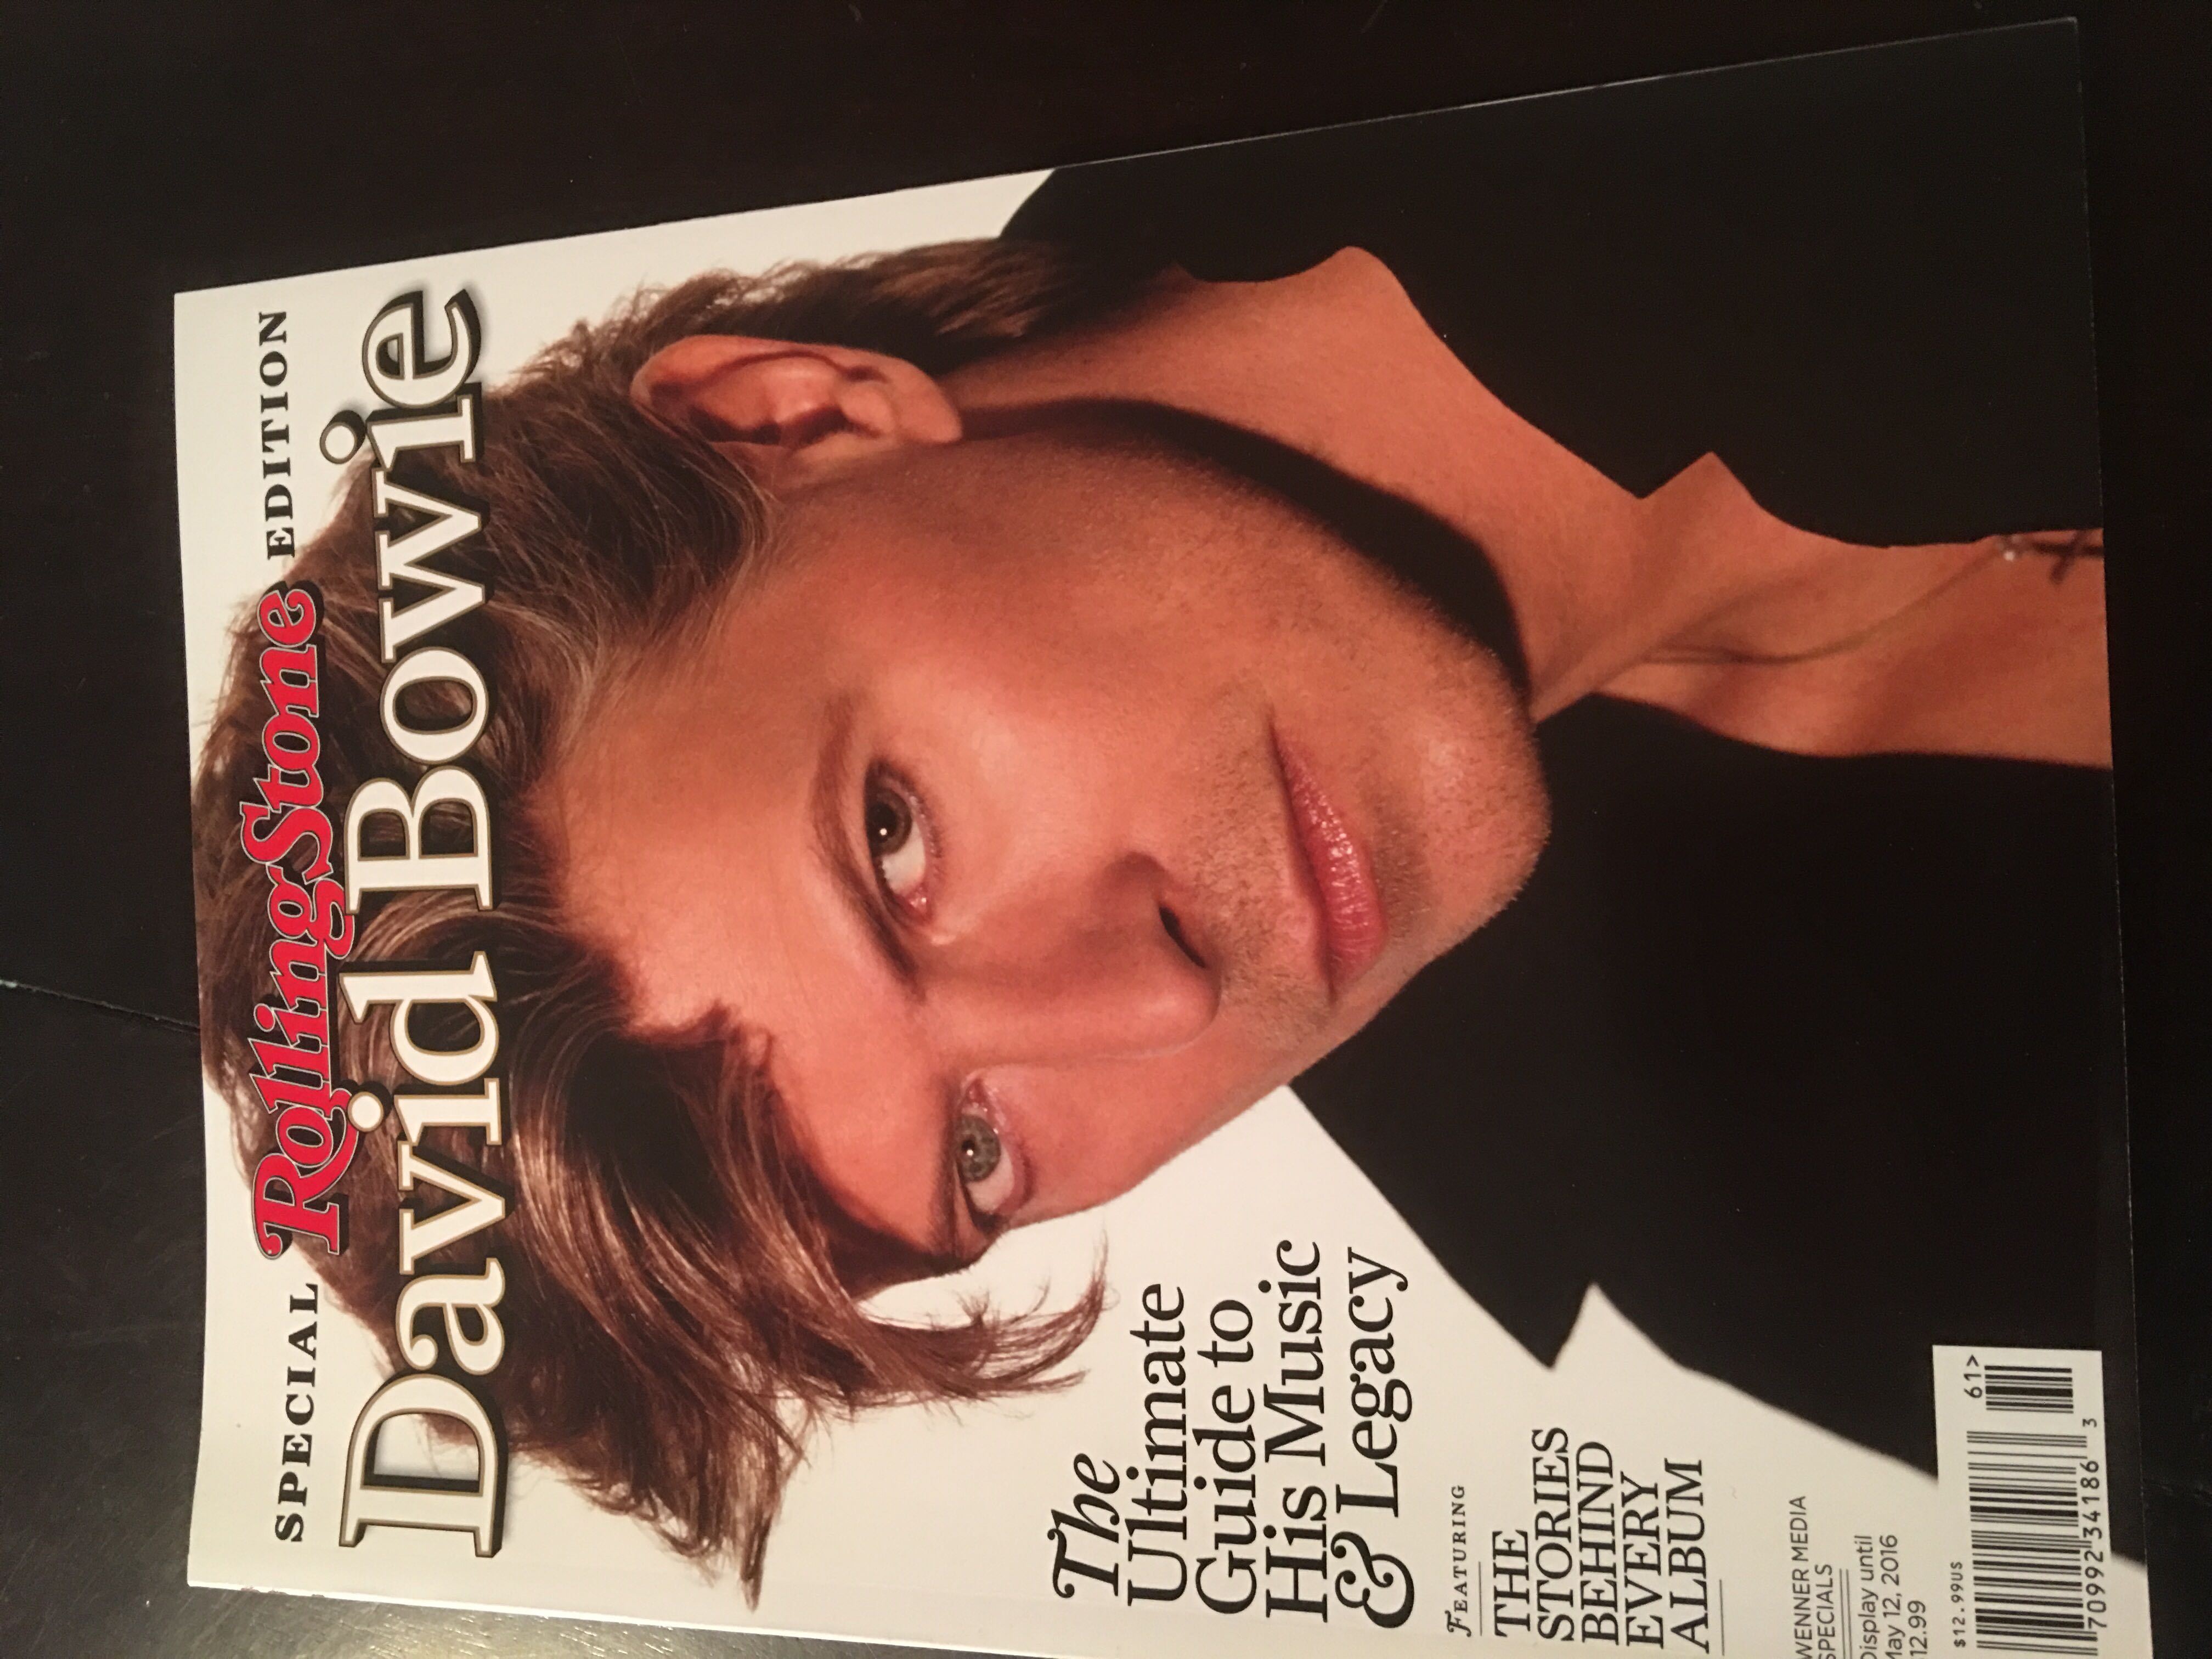 SPECIAL RollingStone EDITION
David Bowie
The
Ultimate
Guide to
His Music
& Legacy
FEATURING
THE
STORIES
BEHIND
EVERY
ALBUM
WENNER MEDIA
SPECIALS
Display until
May 12, 2016
12.99
$12.99US
61>
70992 34186 3